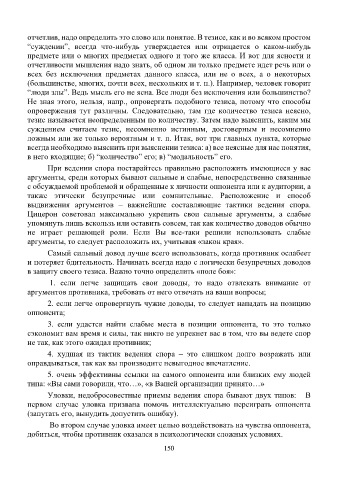 отчетлив, надо определить это слово или понятие. В тезисе, как и во всяком простом
"суждении", всегда что-нибудь утверждается или отрицается о каком-нибудь
предмете или о многих предметах одного и того же класса. И вот для ясности и
отчетливости мышления надо знать, об одном ли только предмете идет речь или о
всех без исключения предметах данного класса, или не о всех, а о некоторых
(большинстве, многих, почти всех, нескольких и т. п.). Например, человек говорит
"люди злы". Ведь мысль его не ясна. Все люди без исключения или большинство?
Не зная этого, нельзя, напр., опровергать подобного тезиса, потому что способы
опровержения тут различны. Следовательно, там где количество тезиса неясно,
тезис называется неопределенным по количеству. Затем надо выяснить, каким мы
суждением считаем тезис, несомненно истинным, достоверным и несомненно
ложным или же только вероятным и т. п. Итак, вот три главных пункта, которые
всегда необходимо выяснить при выяснении тезиса: а) все неясные для нас понятия,
в него входящие; б) "количество" его; в) "модальность" его.
При ведении спора постарайтесь правильно расположить имеющиеся у вас
аргументы, среди которых бывают сильные и слабые, непосредственно связанные
с обсуждаемой проблемой и обращенные к личности оппонента или к аудитории, а
также этически безупречные или сомнительные. Расположение и способ
выдвижения аргументов – важнейшие составляющие тактики ведения спора.
Цицерон советовал максимально укрепить свои сильные аргументы, а слабые
упомянуть лишь вскользь или оставить совсем, так как количество доводов обычно
не играет решающей роли. Если Вы все-таки решили использовать слабые
аргументы, то следует расположить их, учитывая «закон края».
Самый сильный довод лучше всего использовать, когда противник ослабеет
и потеряет бдительность. Начинать всегда надо с логически безупречных доводов
в защиту своего тезиса. Важно точно определить «поле боя»:
1. если легче защищать свои доводы, то надо отвлекать внимание от
аргументов противника, требовать от него отвечать на ваши вопросы;
2. если легче опровергнуть чужие доводы, то следует нападать на позицию
оппонента;
3. если удастся найти слабые места в позиции оппонента, то это только
сэкономит вам время и силы, так никто не упрекнет вас в том, что вы ведете спор
не так, как этого ожидал противник;
4. худшая из тактик ведения спора – это слишком долго возражать или
оправдываться, так как вы производите невыгодное впечатление.
5. очень эффективны ссылки на самого оппонента или близких ему людей
типа: «Вы сами говорили, что…», «в Вашей организации принято…»
Уловки, недобросовестные приемы ведения спора бывают двух типов: В
первом случае уловка призвана помочь интеллектуально переиграть оппонента
(запутать его, вынудить допустить ошибку).
Во втором случае уловка имеет целью воздействовать на чувства оппонента,
добиться, чтобы противник оказался в психологически сложных условиях.
150